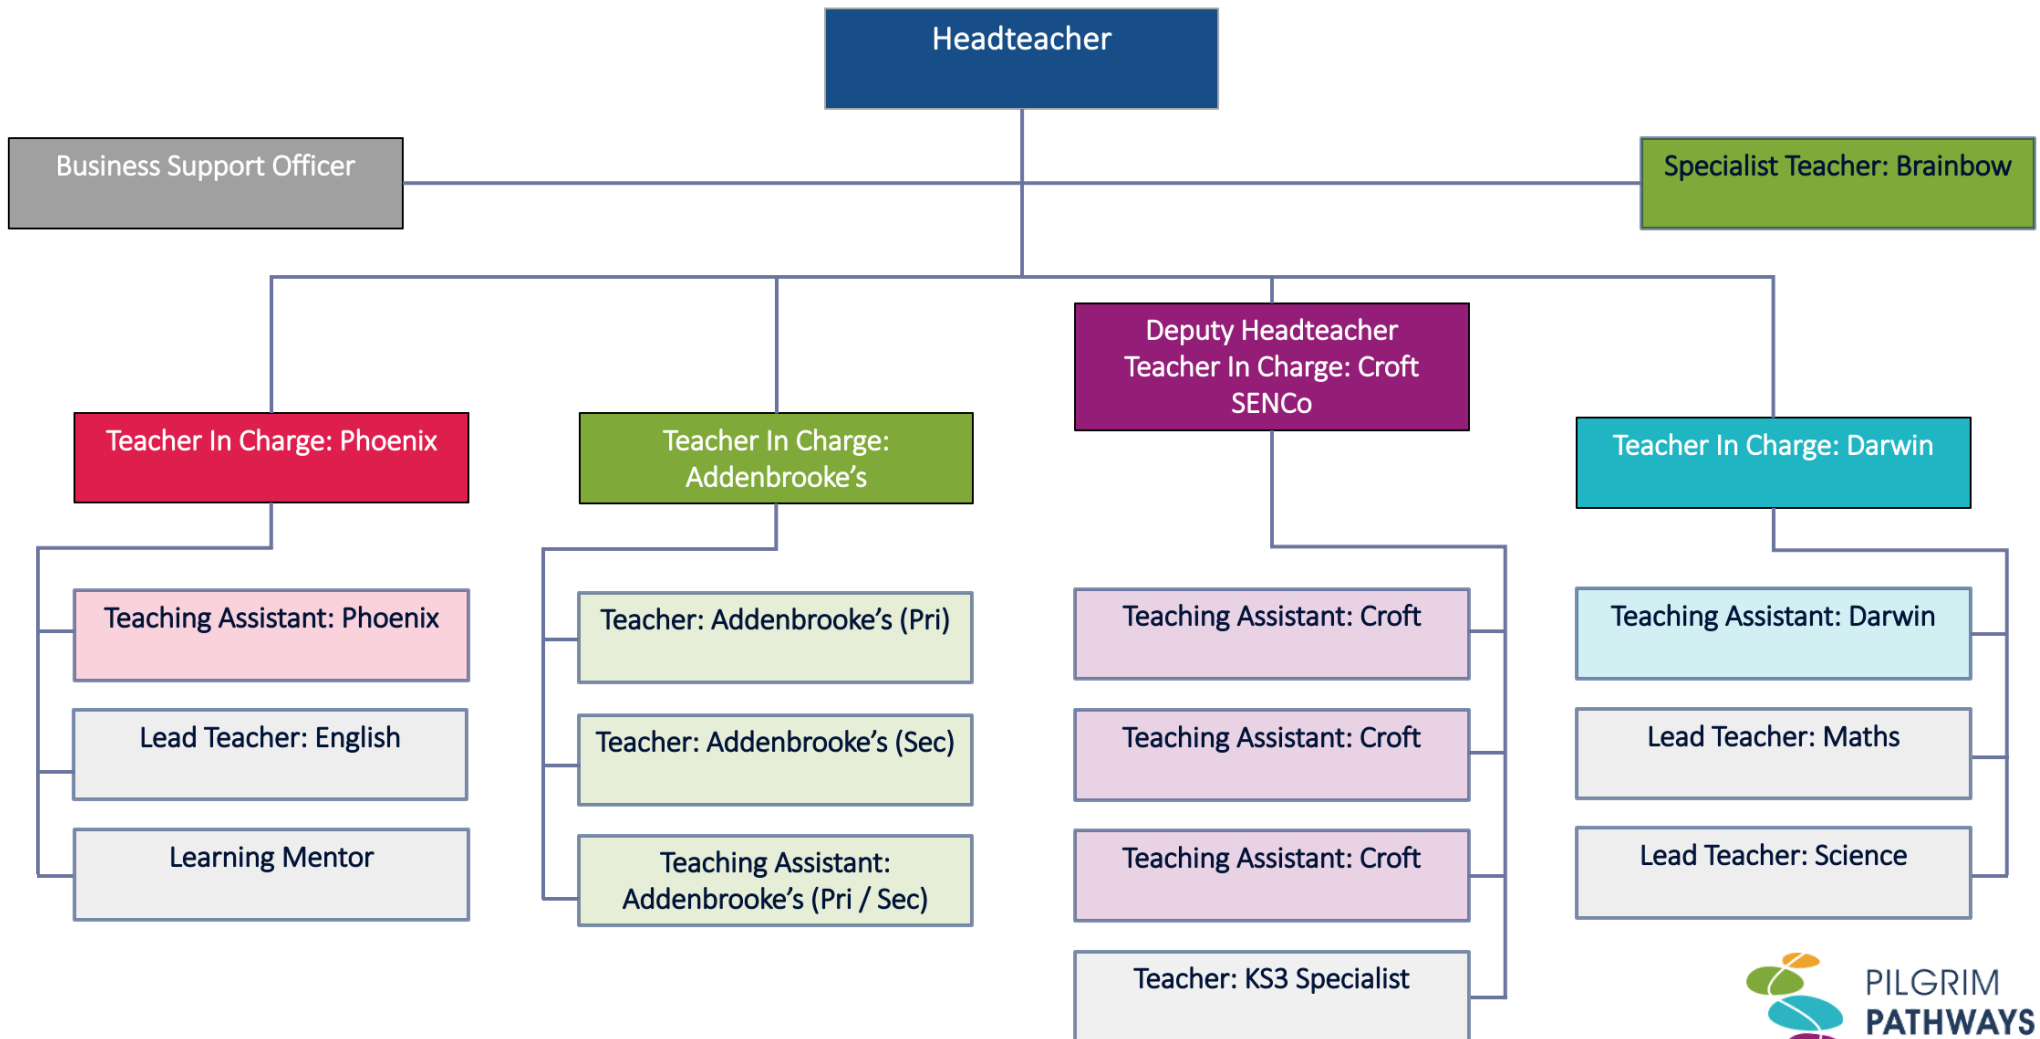 Headteacher
Business Support Officer
Specialist Teacher: Brainbow
Deputy Headteacher
Teacher In Charge: Croft
SENCo
Teacher In Charge: Phoenix
Teacher In Charge:
Addenbrooke’s
Teacher In Charge: Darwin
Teaching Assistant: Phoenix
Lead Teacher: English
Learning Mentor
Teacher: Addenbrooke’s (Pri)
Teacher: Addenbrooke’s (Sec)
Teaching Assistant:
Addenbrooke’s (Pri / Sec)
Teaching Assistant: Croft
Teaching Assistant: Croft
Teaching Assistant: Croft
Teacher: KS3 Specialist
Teaching Assistant: Darwin
Lead Teacher: Maths
Lead Teacher: Science
PILGRIM
PATHWAYS